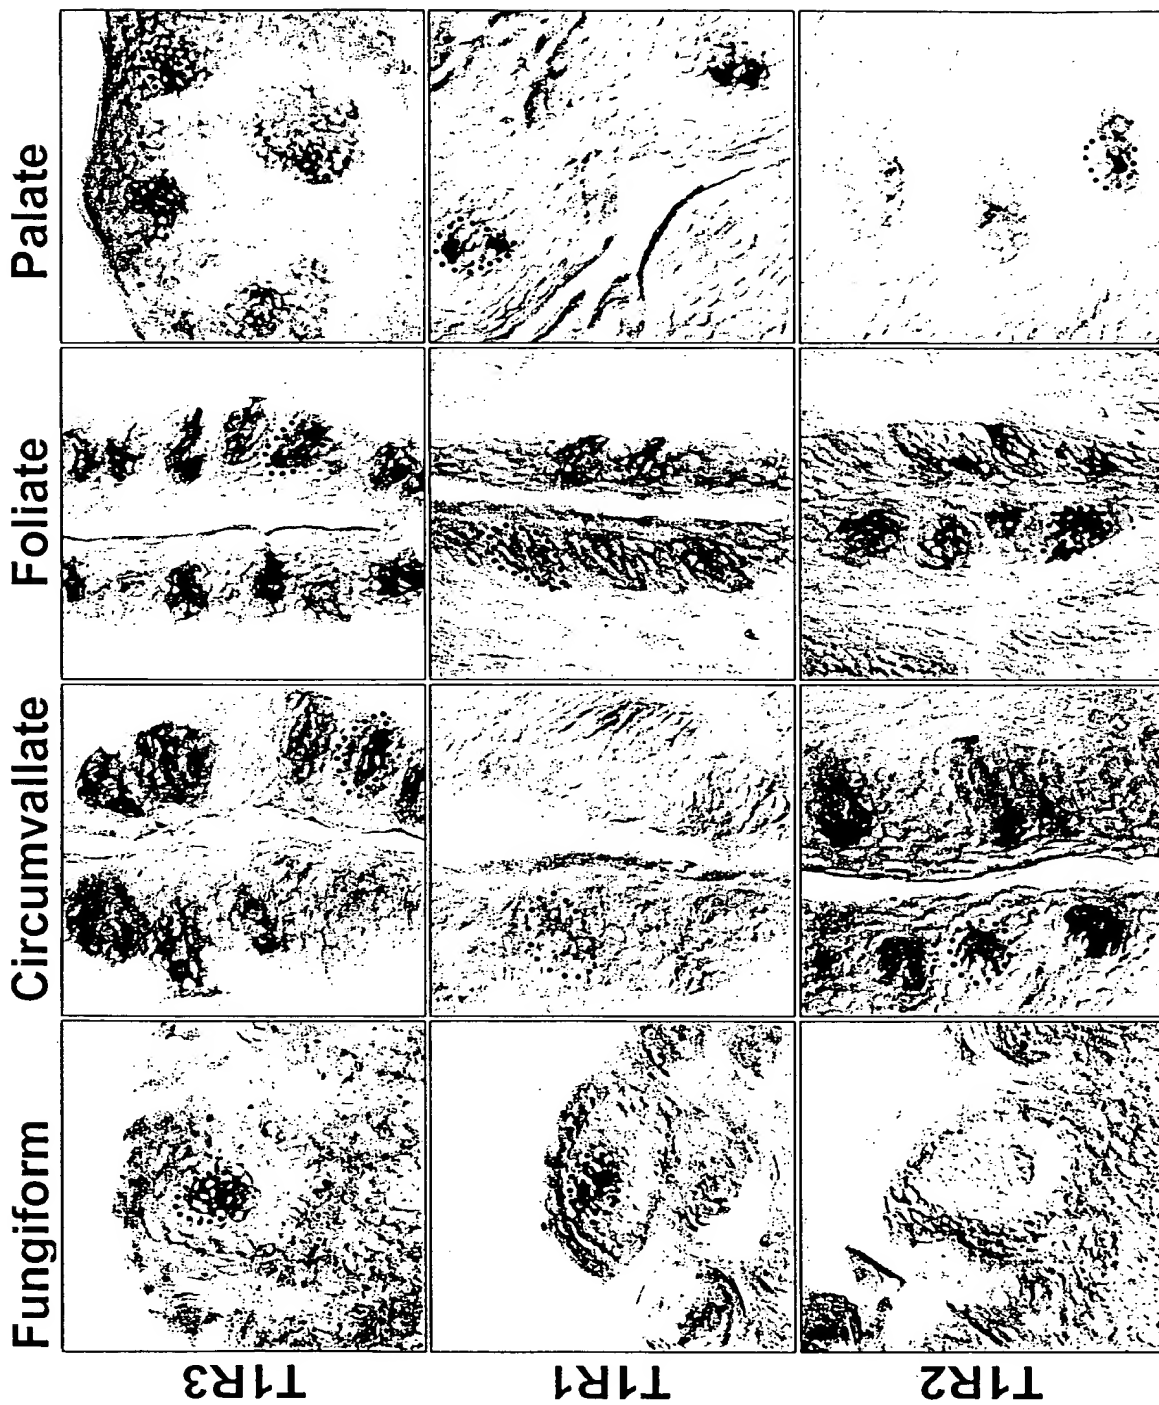 Fungiform
Circumvallate
Foliate
Palate
T1R3
T1R1
T1R2